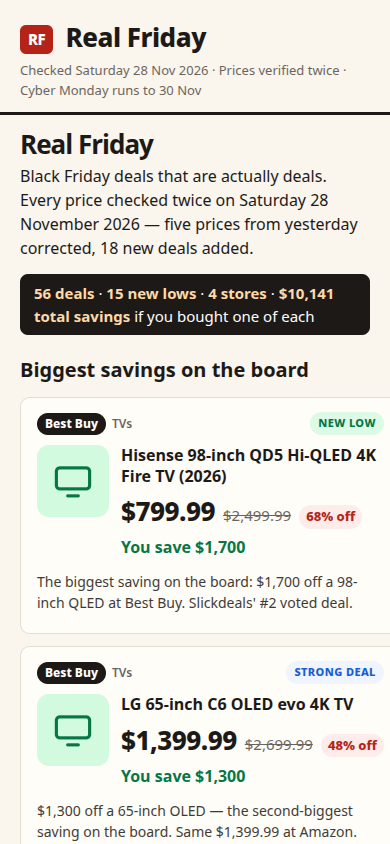 RF Real Friday
Checked Saturday 28 Nov 2026 · Prices verified twice ·
Cyber Monday runs to 30 Nov
Real Friday
Black Friday deals that are actually deals.
Every price checked twice on Saturday 28
November 2026 — five prices from yesterday
corrected, 18 new deals added.
56 deals · 15 new lows · 4 stores · $10,141
total savings if you bought one of each
Biggest savings on the board
Best Buy TVs NEW LOW
Hisense 98-inch QD5 Hi-QLED 4K
Fire TV (2026)
$799.99 $2,499.99 68% off
You save $1,700
The biggest saving on the board: $1,700 off a 98-
inch QLED at Best Buy. Slickdeals' #2 voted deal.
Best Buy TVs STRONG DEAL
LG 65-inch C6 OLED evo 4K TV
$1,399.99 $2,699.99 48% off
You save $1,300
$1,300 off a 65-inch OLED — the second-biggest
saving on the board. Same $1,399.99 at Amazon.